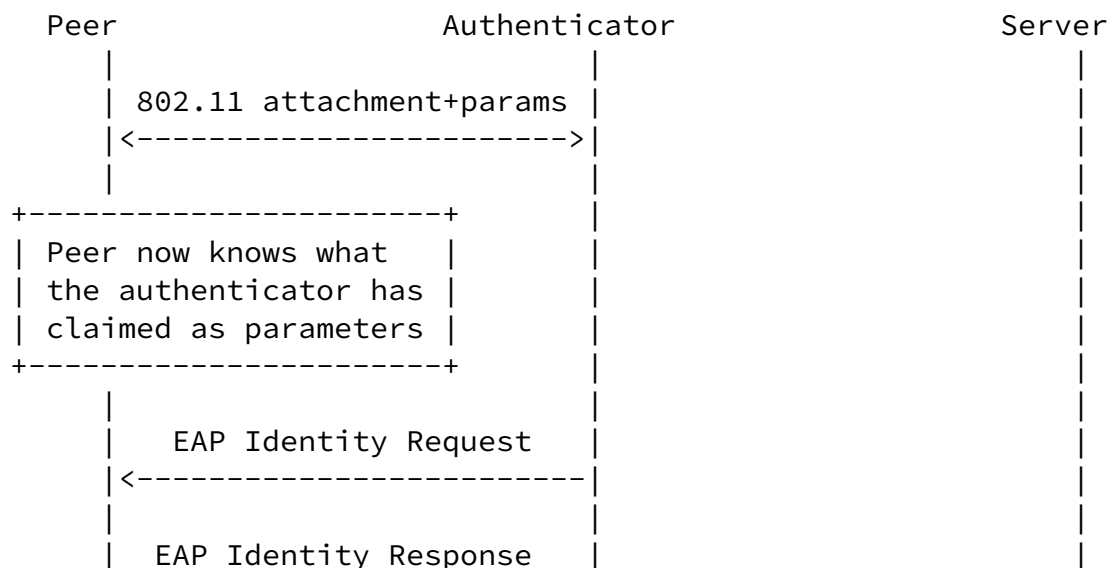 Peer Authenticator Server
802.11 attachment+params
Peer now knows what
the authenticator has
claimed as parameters
EAP Identity Request
EAP Identity Response